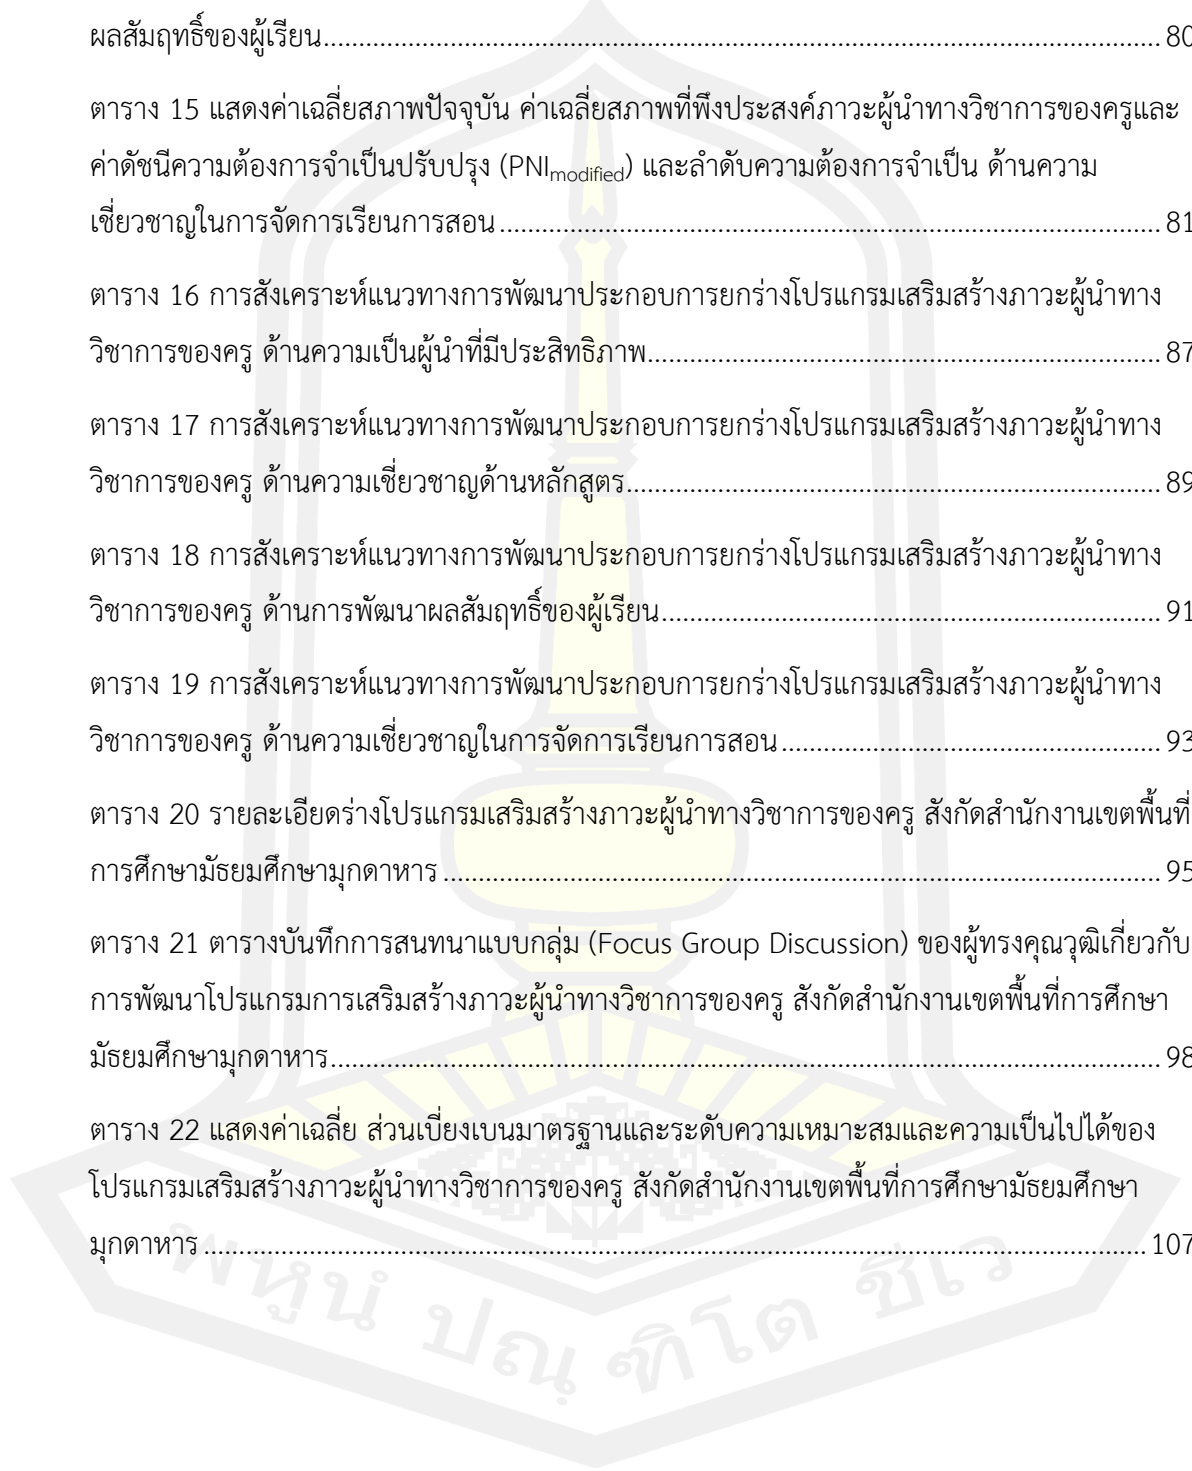 ผลสัมฤทธิ์ของผู้เรียน........................................................................................................................ 80
ตาราง 15 แสดงค่าเฉลี่ยสภาพปัจจุบัน ค่าเฉลี่ยสภาพที่พึงประสงค์ภาวะผู้นำทางวิชาการของครูและ
ค่าดัชนีความต้องการจำเป็นปรับปรุง (PNImodified) และลำดับความต้องการจำเป็น ด้านความ
เชี่ยวชาญในการจัดการเรียนการสอน............................................................................................... 81
ตาราง 16 การสังเคราะห์แนวทางการพัฒนาประกอบการยกร่างโปรแกรมเสริมสร้างภาวะผู้นำทาง
วิชาการของครู ด้านความเป็นผู้นำที่มีประสิทธิภาพ......................................................................... 87
ตาราง 17 การสังเคราะห์แนวทางการพัฒนาประกอบการยกร่างโปรแกรมเสริมสร้างภาวะผู้นำทาง
วิชาการของครู ด้านความเชี่ยวชาญด้านหลักสูตร............................................................................ 89
ตาราง 18 การสังเคราะห์แนวทางการพัฒนาประกอบการยกร่างโปรแกรมเสริมสร้างภาวะผู้นำทาง
วิชาการของครู ด้านการพัฒนาผลสัมฤทธิ์ของผู้เรียน....................................................................... 91
ตาราง 19 การสังเคราะห์แนวทางการพัฒนาประกอบการยกร่างโปรแกรมเสริมสร้างภาวะผู้นำทาง
วิชาการของครู ด้านความเชี่ยวชาญในการจัดการเรียนการสอน...................................................... 93
ตาราง 20 รายละเอียดร่างโปรแกรมเสริมสร้างภาวะผู้นำทางวิชาการของครู สังกัดสำนักงานเขตพื้นที่
การศึกษามัธยมศึกษามุกดาหาร....................................................................................................... 95
ตาราง 21 ตารางบันทึกการสนทนาแบบกลุ่ม (Focus Group Discussion) ของผู้ทรงคุณวุฒิเกี่ยวกับ
การพัฒนาโปรแกรมการเสริมสร้างภาวะผู้นำทางวิชาการของครู สังกัดสำนักงานเขตพื้นที่การศึกษา
มัธยมศึกษามุกดาหาร....................................................................................................................... 98
ตาราง 22 แสดงค่าเฉลี่ย ส่วนเบี่ยงเบนมาตรฐานและระดับความเหมาะสมและความเป็นไปได้ของ
โปรแกรมเสริมสร้างภาวะผู้นำทางวิชาการของครู สังกัดสำนักงานเขตพื้นที่การศึกษามัธยมศึกษา
มุกดาหาร........................................................................................................................................ 107
พหูนํ ปณฺฑิโต ชีเว